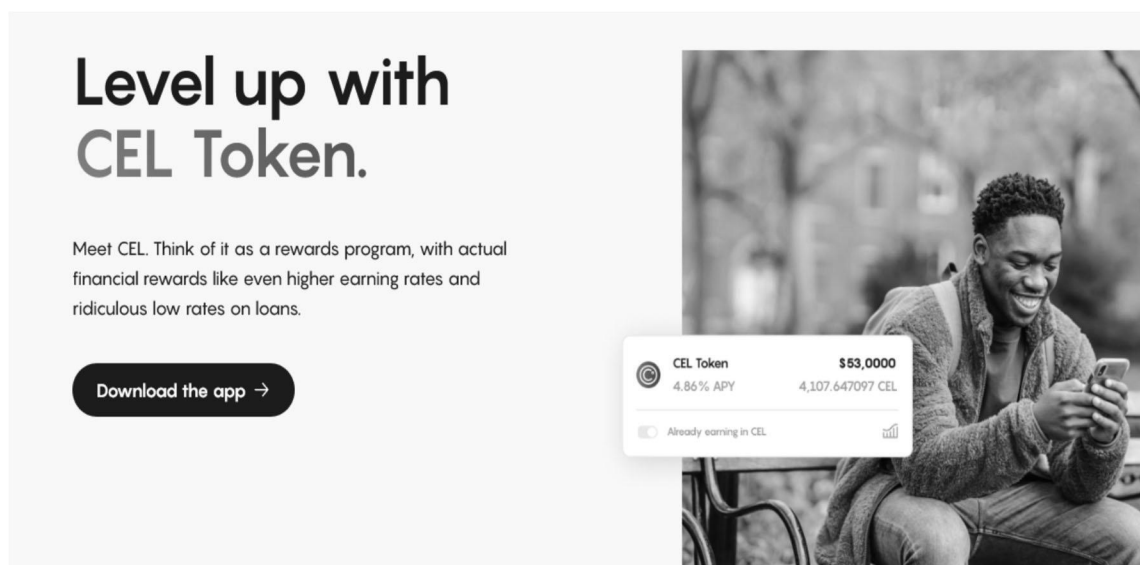 Level up with
CEL Token.
Meet CEL. Think of it as a rewards program, with actual
financial rewards like even higher earning rates and
ridiculous low rates on loans.
Download the app →
CEL Token $53,0000
4.86% APY 4,107.647097 CEL
Already earning in CEL